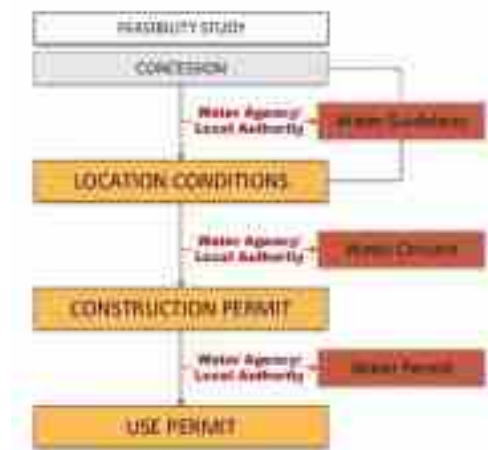 FEASIBILITY STUDY
CONCESSION
Water Agency/
Local Authority
Water Guidelines
LOCATION CONDITIONS
Water Agency/
Local Authority
Water Consent
CONSTRUCTION PERMIT
Water Agency/
Local Authority
Water Permit
USE PERMIT